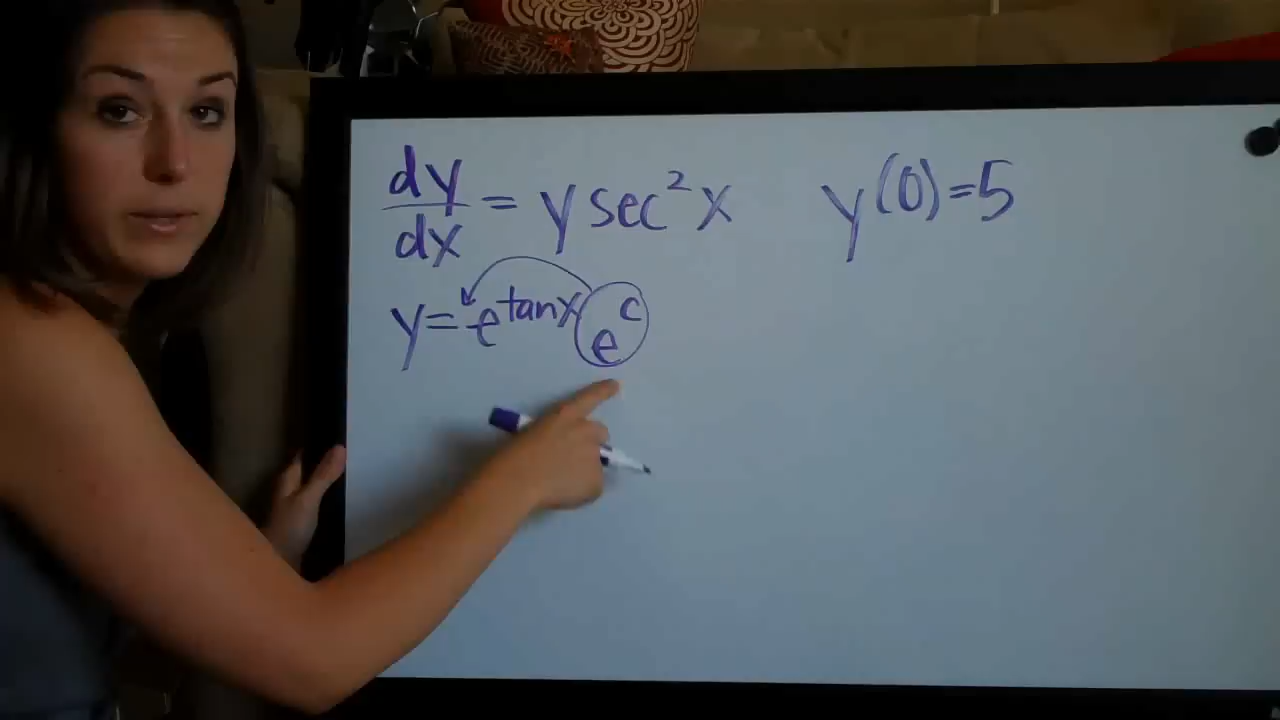 dy/dx = y sec²x    y(0)=5
y = e^{tanx} e^c